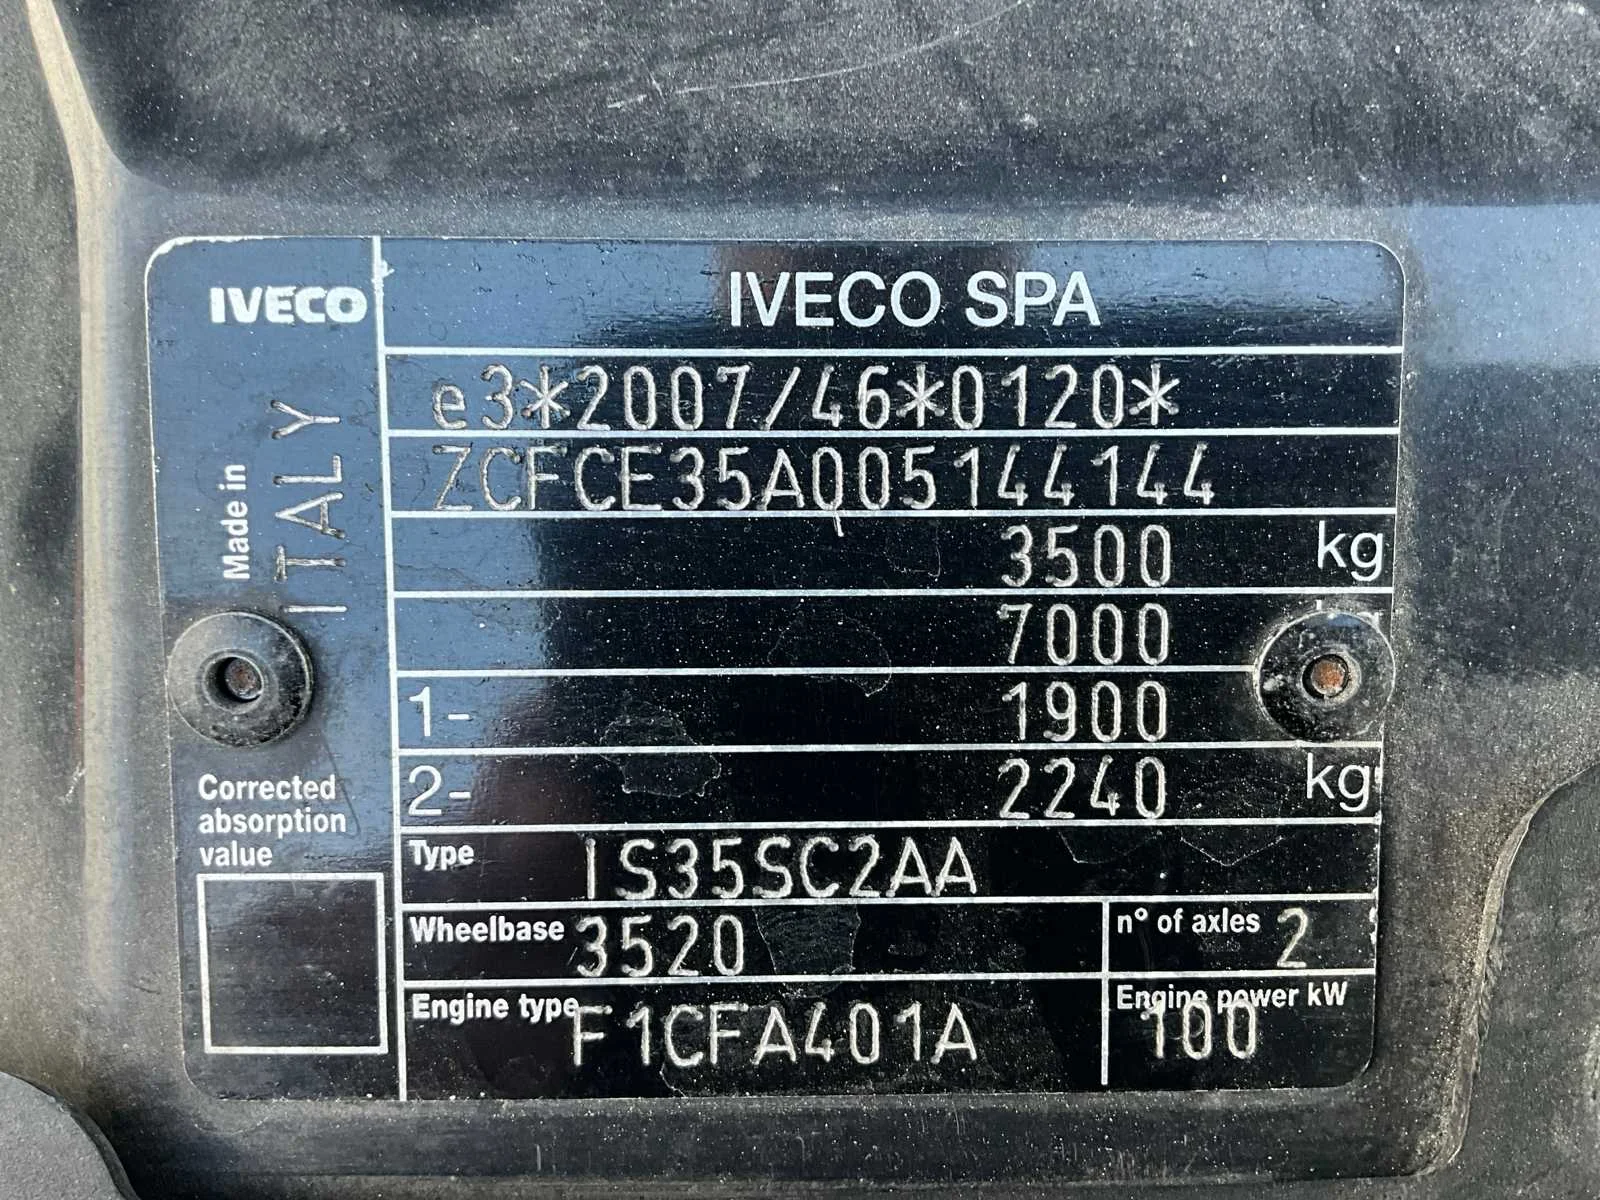 IVECO
IVECO SPA
e3*2007/46*0120*
ZCFCE35A005144144
3500 kg
7000
1- 1900
2- 2240 kg
Made in
ITALY
Corrected
absorption
value
Type IS35SC2AA
Wheelbase 3520
n° of axles 2
Engine type F1CFA401A
Engine power kW
100